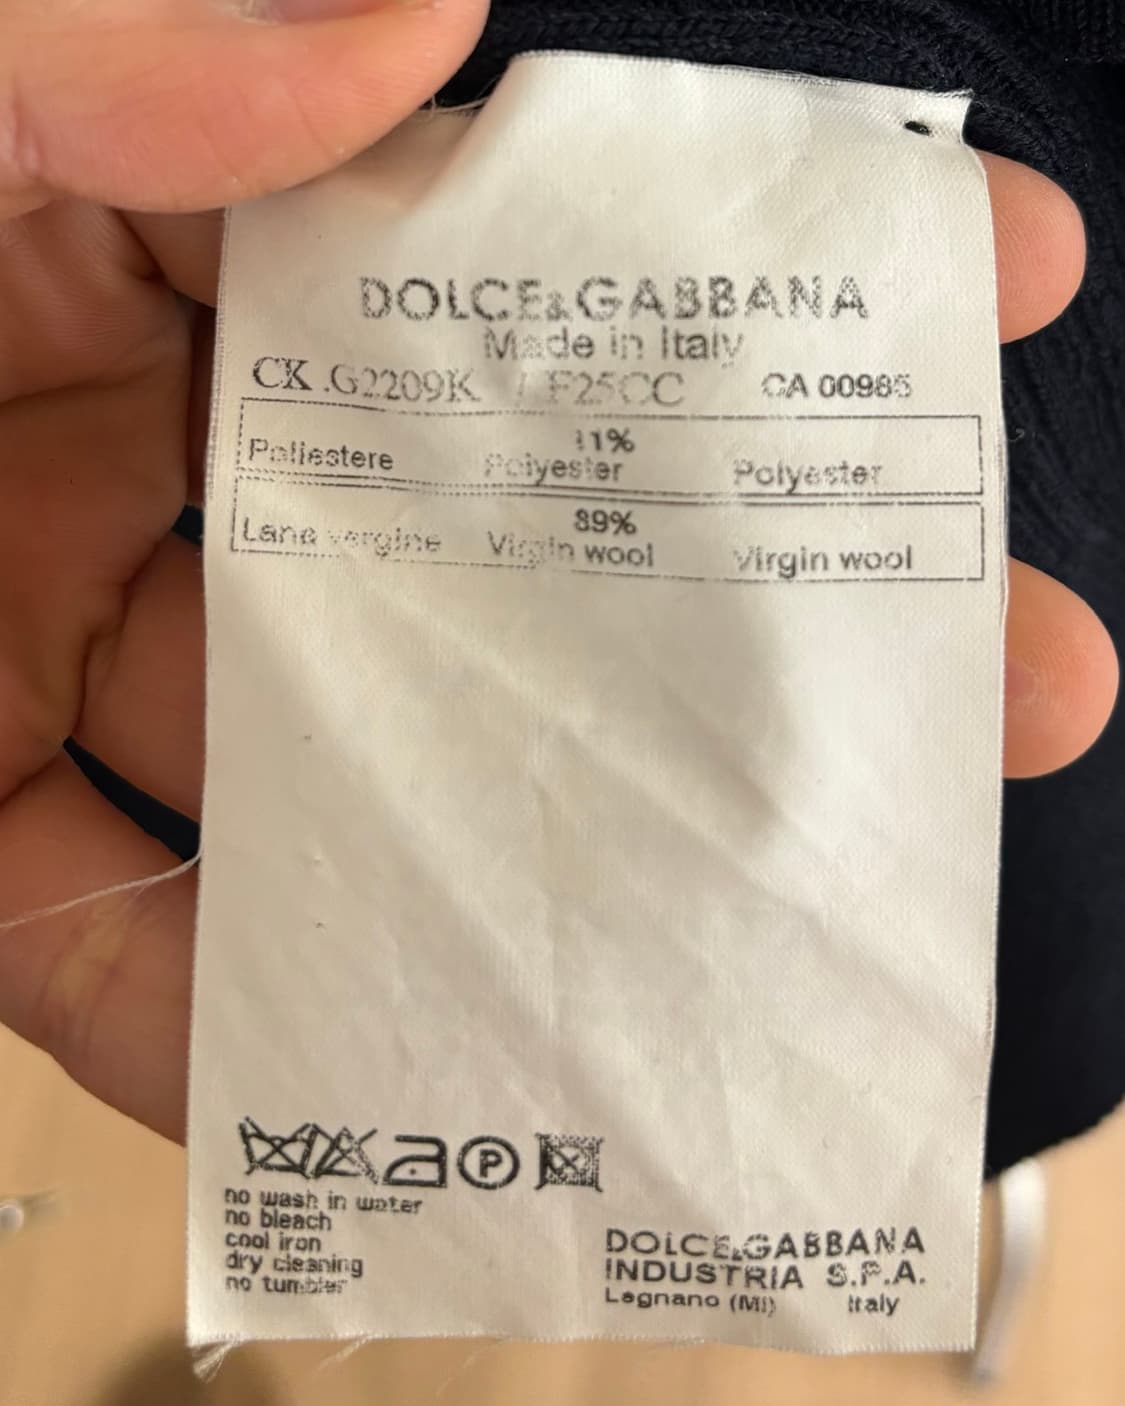 DOLCE&GABBANA
Made in Italy
CK .G2209K / F25CC CA 00985
11%
Poliestere Polyester Polyester
89%
Lana vergine Virgin wool Virgin wool
P
no wash in water
no bleach
cool iron
dry cleaning
no tumbler
DOLCE&GABBANA
INDUSTRIA S.P.A.
Legnano (MI) Italy